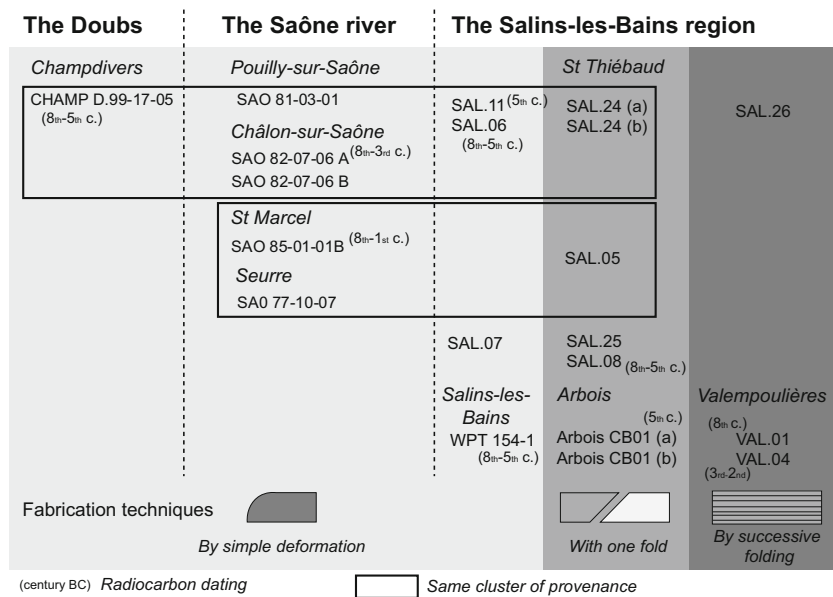 The Doubs The Saône river The Salins-les-Bains region
Champdivers Pouilly-sur-Saône St Thiébaud
CHAMP D.99-17-05 SAO 81-03-01 SAL.11 (5th c.) SAL.24 (a) SAL.26
(8th-5th c.) SAL.06 SAL.24 (b)
Châlon-sur-Saône (8th-5th c.)
SAO 82-07-06 A (8th-3rd c.)
SAO 82-07-06 B
St Marcel
SAO 85-01-01B (8th-1st c.) SAL.05
Seurre
SA0 77-10-07
SAL.07 SAL.25
SAL.08 (8th-5th c.)
Salins-les- Arbois Valempoulières
Bains (5th c.) (8th c.)
WPT 154-1 Arbois CB01 (a) VAL.01
(8th-5th c.) Arbois CB01 (b) VAL.04
(3rd-2nd)
Fabrication techniques
By simple deformation With one fold By successive
folding
(century BC) Radiocarbon dating Same cluster of provenance